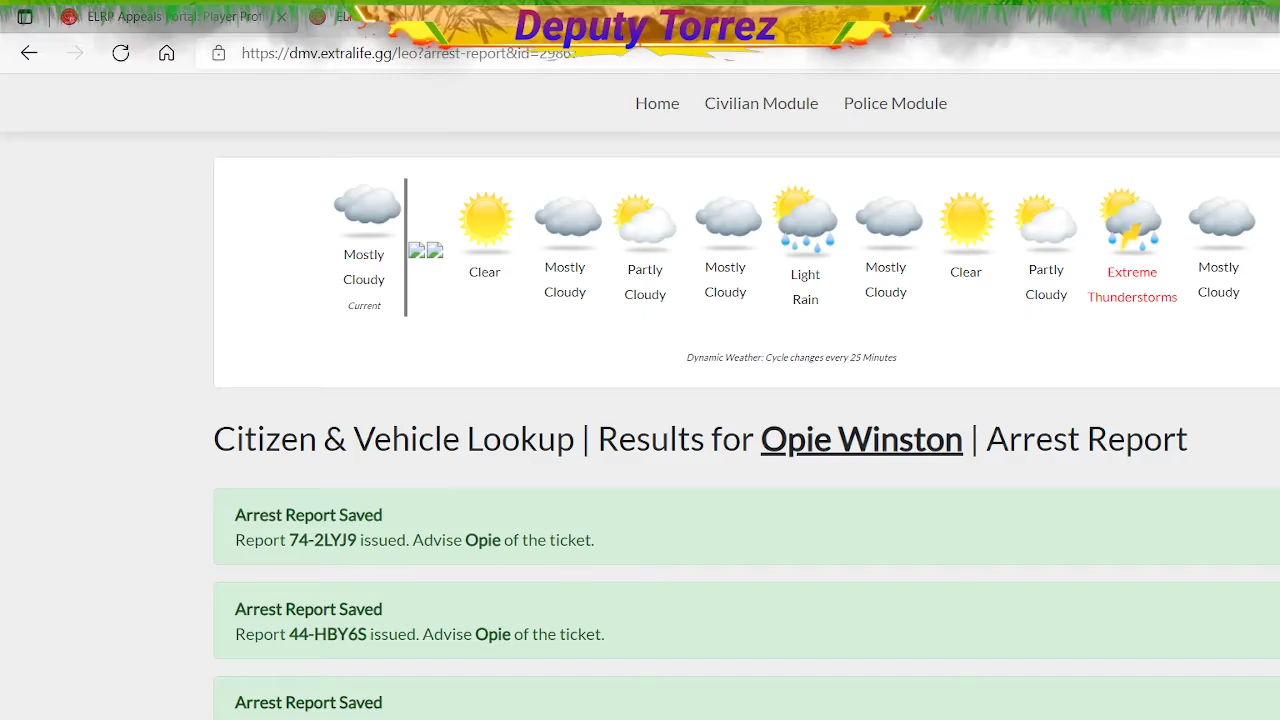 ELRP Appeals Portal: Player Profi
Deputy Torrez
https://dmv.extralife.gg/leo?arrest-report&id=2986
Home Civilian Module Police Module
Mostly Cloudy Current
Clear
Mostly Cloudy
Partly Cloudy
Mostly Cloudy
Light Rain
Mostly Cloudy
Clear
Partly Cloudy
Extreme Thunderstorms
Mostly Cloudy
Dynamic Weather: Cycle changes every 25 Minutes
Citizen & Vehicle Lookup | Results for Opie Winston | Arrest Report
Arrest Report Saved
Report 74-2LYJ9 issued. Advise Opie of the ticket.
Arrest Report Saved
Report 44-HBY6S issued. Advise Opie of the ticket.
Arrest Report Saved